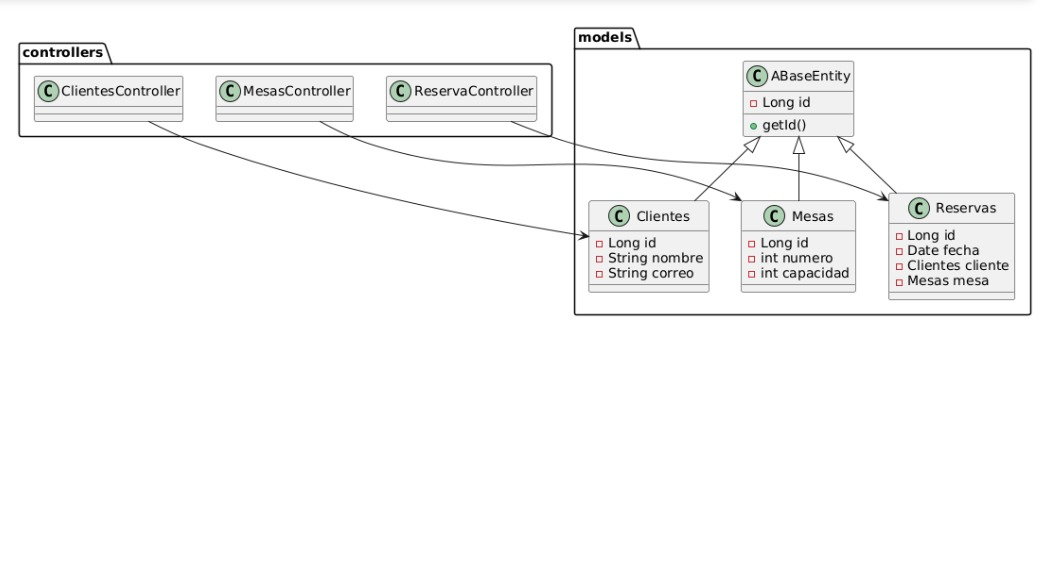 controllers
C ClientesController
C MesasController
C ReservaController
models
C ABaseEntity
Long id
getId()
C Clientes
Long id
String nombre
String correo
C Mesas
Long id
int numero
int capacidad
C Reservas
Long id
Date fecha
Clientes cliente
Mesas mesa